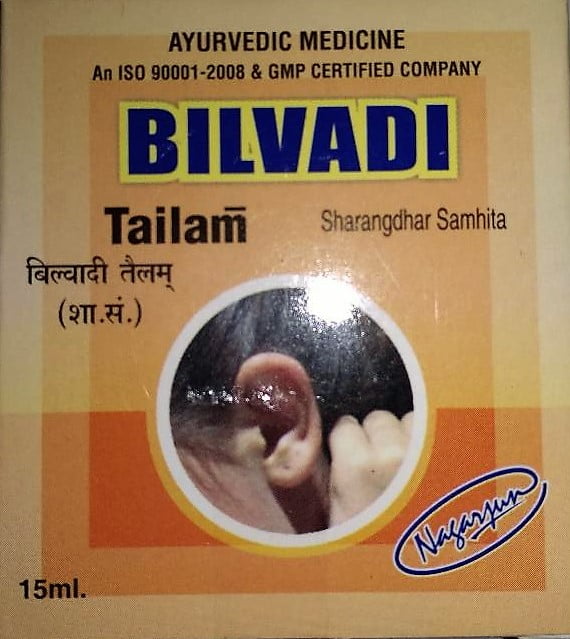 AYURVEDIC MEDICINE
An ISO 90001-2008 & GMP CERTIFIED COMPANY
BILVADI
Tailam̅
Sharangdhar Samhita
बिल्वादी तैलम्
(शा.सं.)
Nagarjun
15ml.